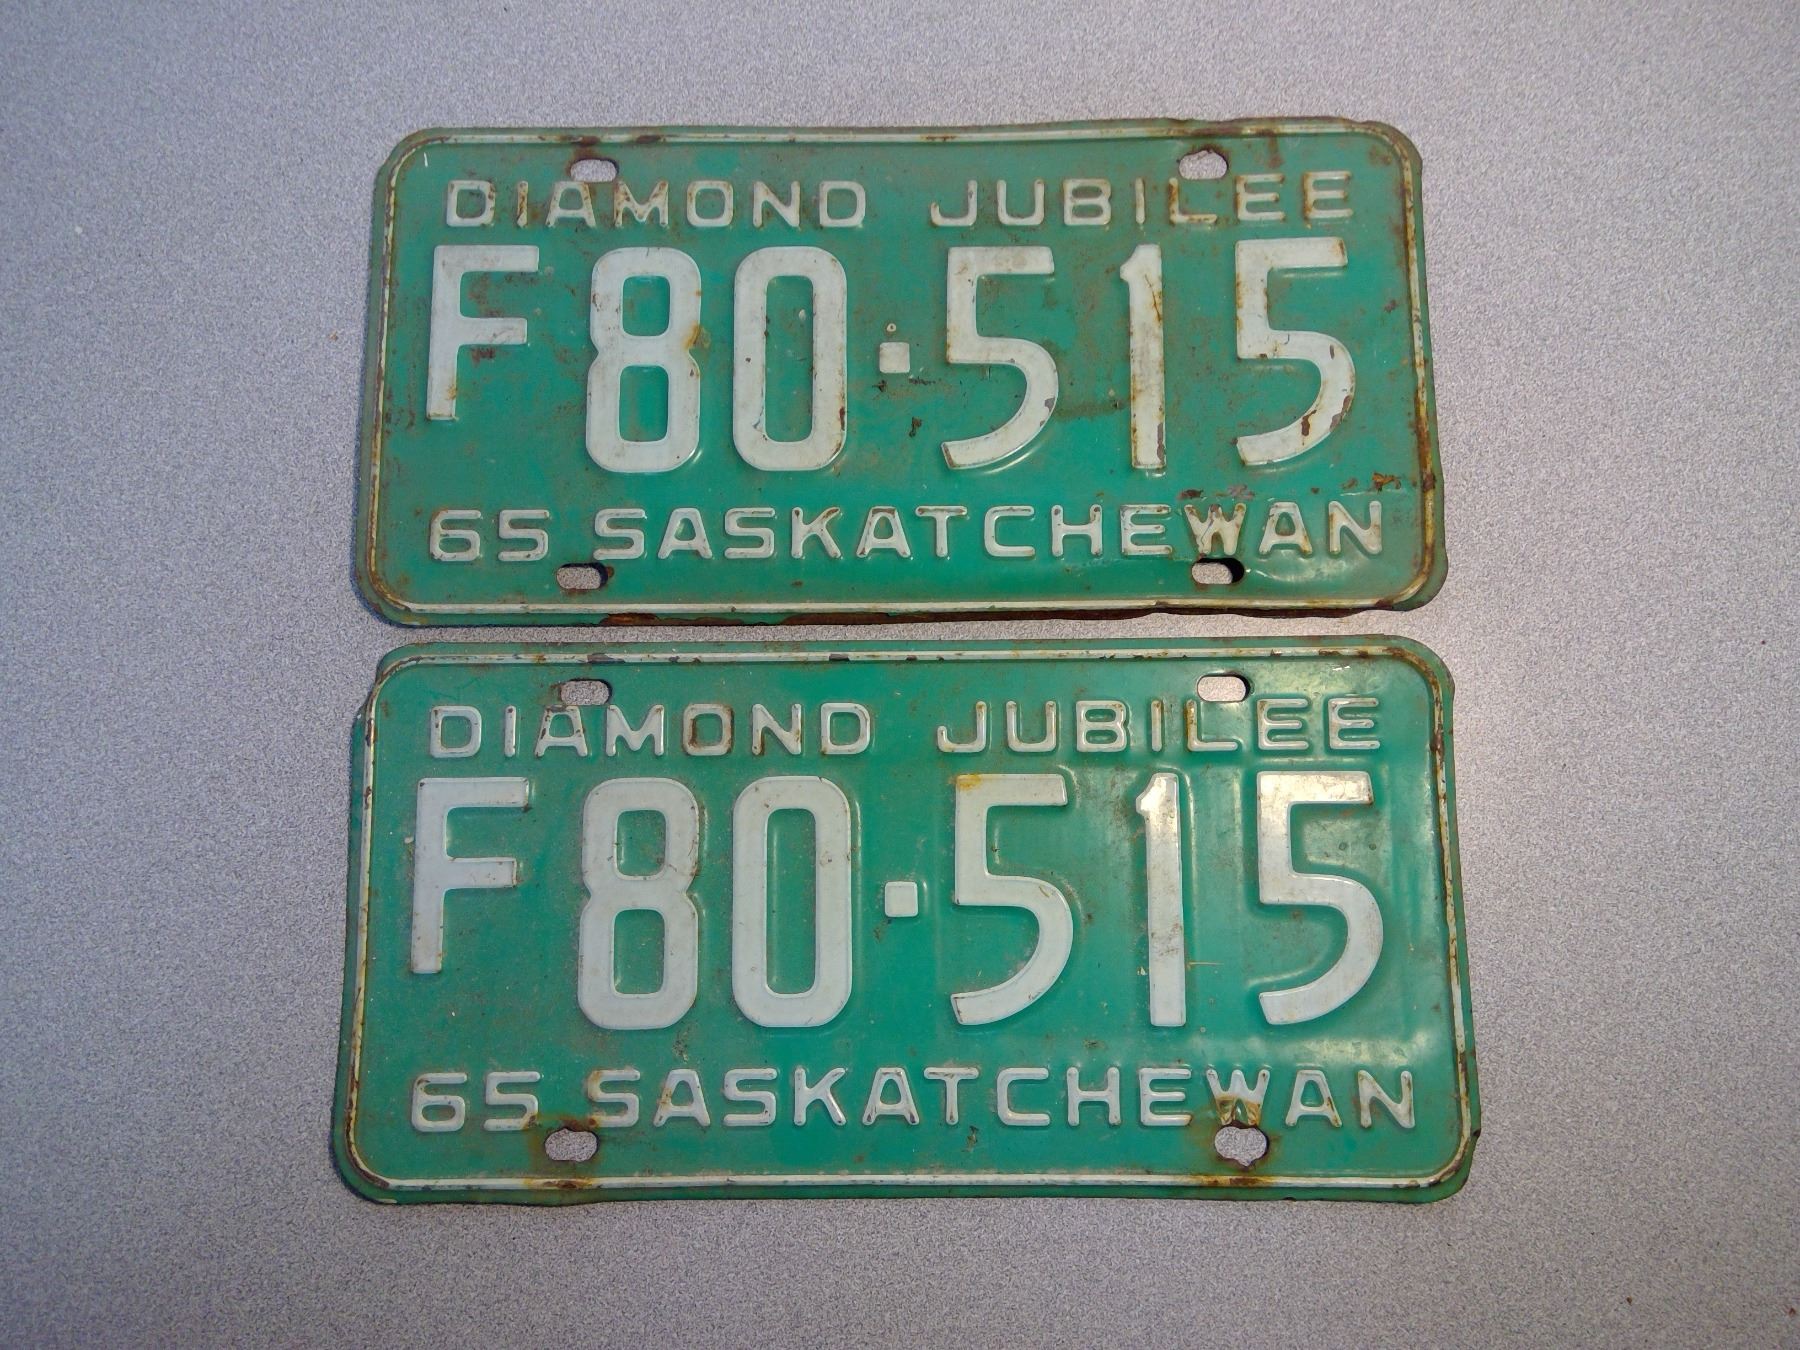 DIAMOND JUBILEE
F80·515
65 SASKATCHEWAN
DIAMOND JUBILEE
F80·515
65 SASKATCHEWAN